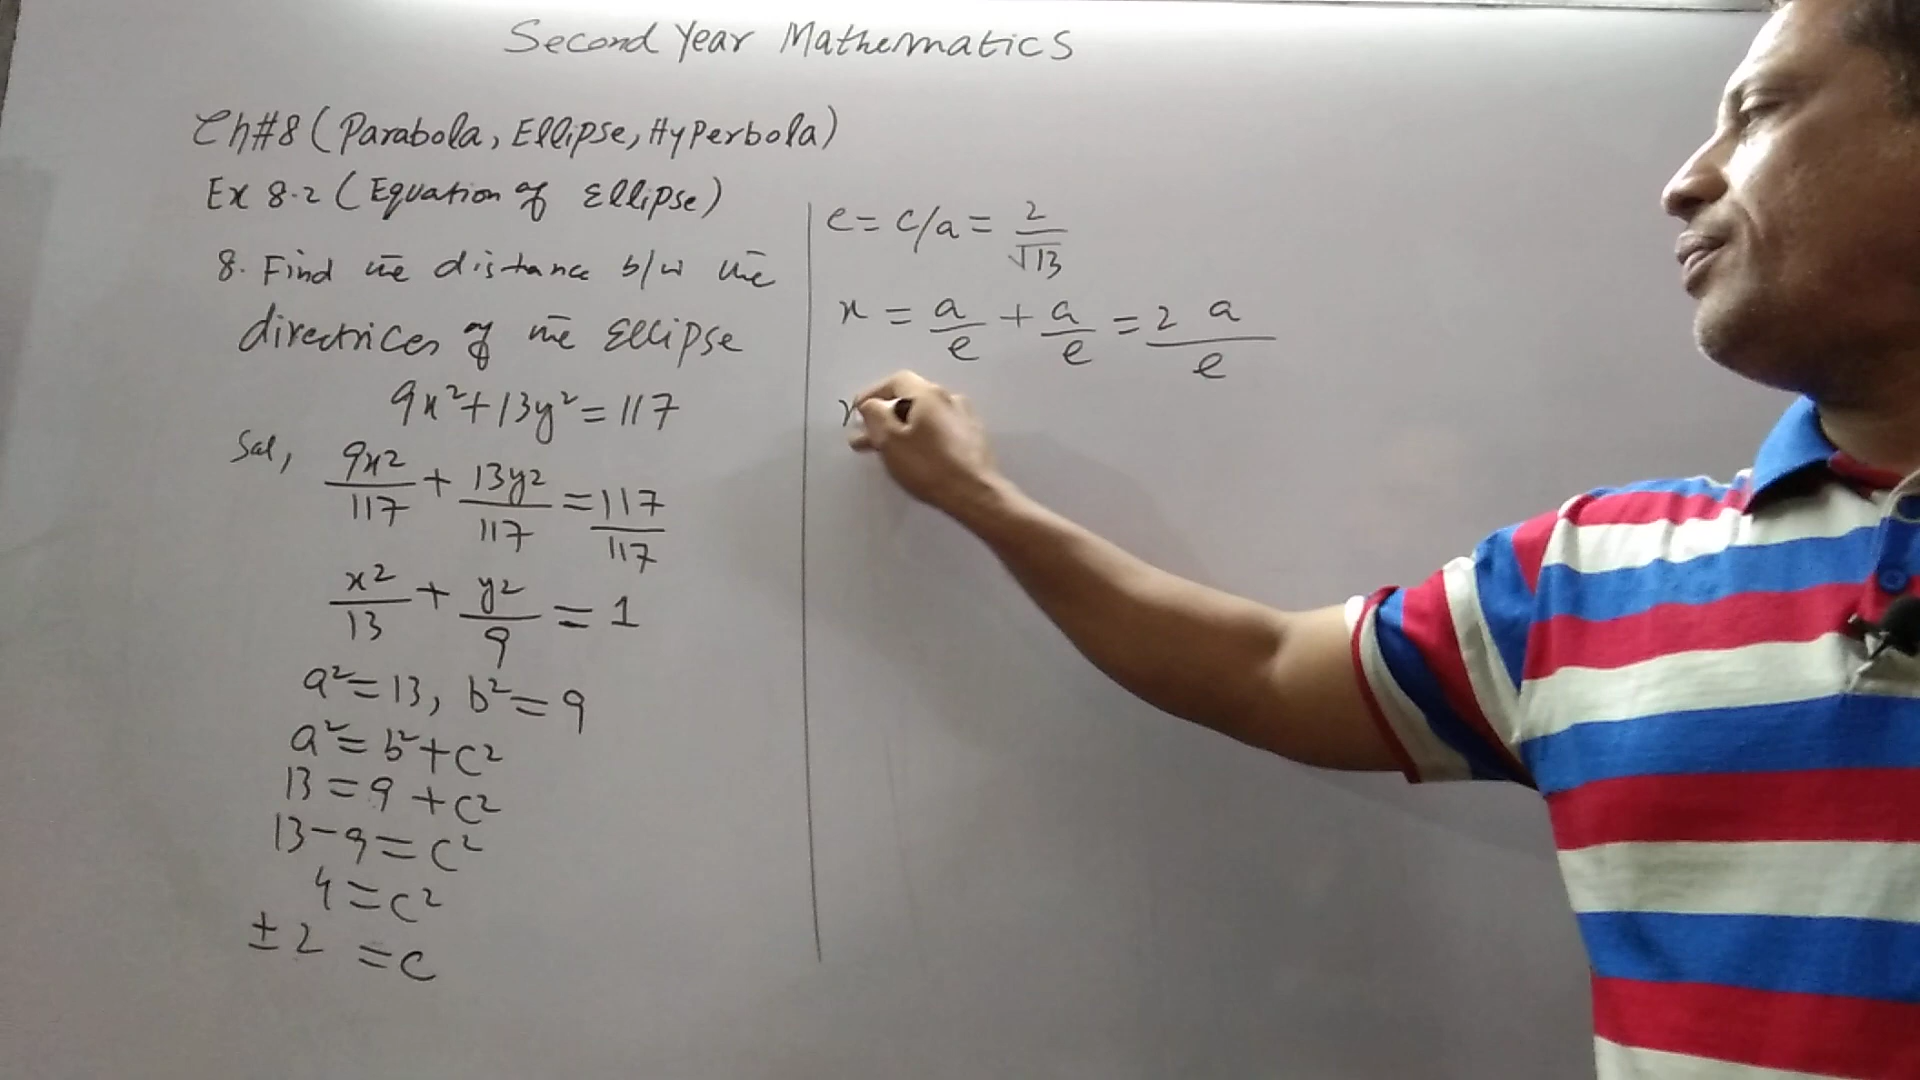 Second Year Mathematics
Ch#8 (Parabola, Ellipse, Hyperbola)
Ex 8.2 (Equation of Ellipse)
8. Find the distance b/w the
directrices of the Ellipse
9x²+13y²=117
Sol, 9x²/117 + 13y²/117 = 117/117
x²/13 + y²/9 = 1
a²=13, b²=9
a²=b²+c²
13=9+c²
13-9=c²
4=c²
±2=c
e=c/a=2/√13
x=a/e+a/e=2a/e
x